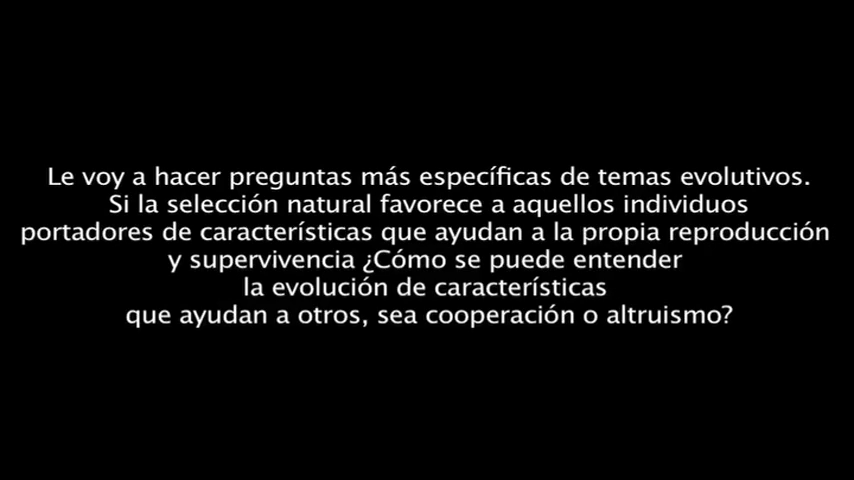 Le voy a hacer preguntas más específicas de temas evolutivos.
Si la selección natural favorece a aquellos individuos
portadores de características que ayudan a la propia reproducción
y supervivencia ¿Cómo se puede entender
la evolución de características
que ayudan a otros, sea cooperación o altruismo?